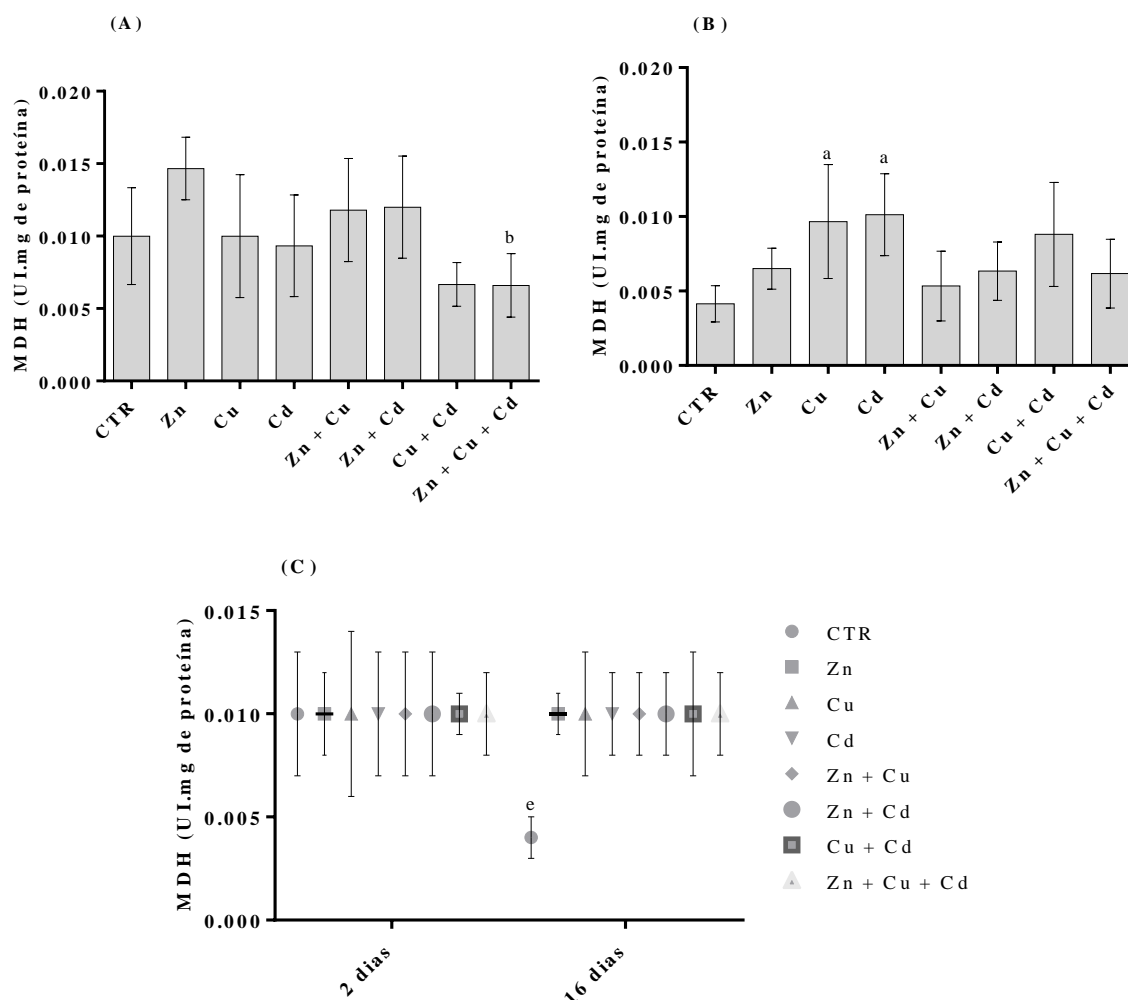 (A)
MDH (UI.mg de proteína)
0.020
0.015
0.010
0.005
0.000
b
CTR
Zn
Cu
Cd
Zn + Cu
Zn + Cd
Cu + Cd
Zn + Cu + Cd
(B)
MDH (UI.mg de proteína)
0.020
0.015
0.010
0.005
0.000
a
a
CTR
Zn
Cu
Cd
Zn + Cu
Zn + Cd
Cu + Cd
Zn + Cu + Cd
(C)
MDH (UI.mg de proteína)
0.015
0.010
0.005
0.000
e
2 dias
16 dias
CTR
Zn
Cu
Cd
Zn + Cu
Zn + Cd
Cu + Cd
Zn + Cu + Cd